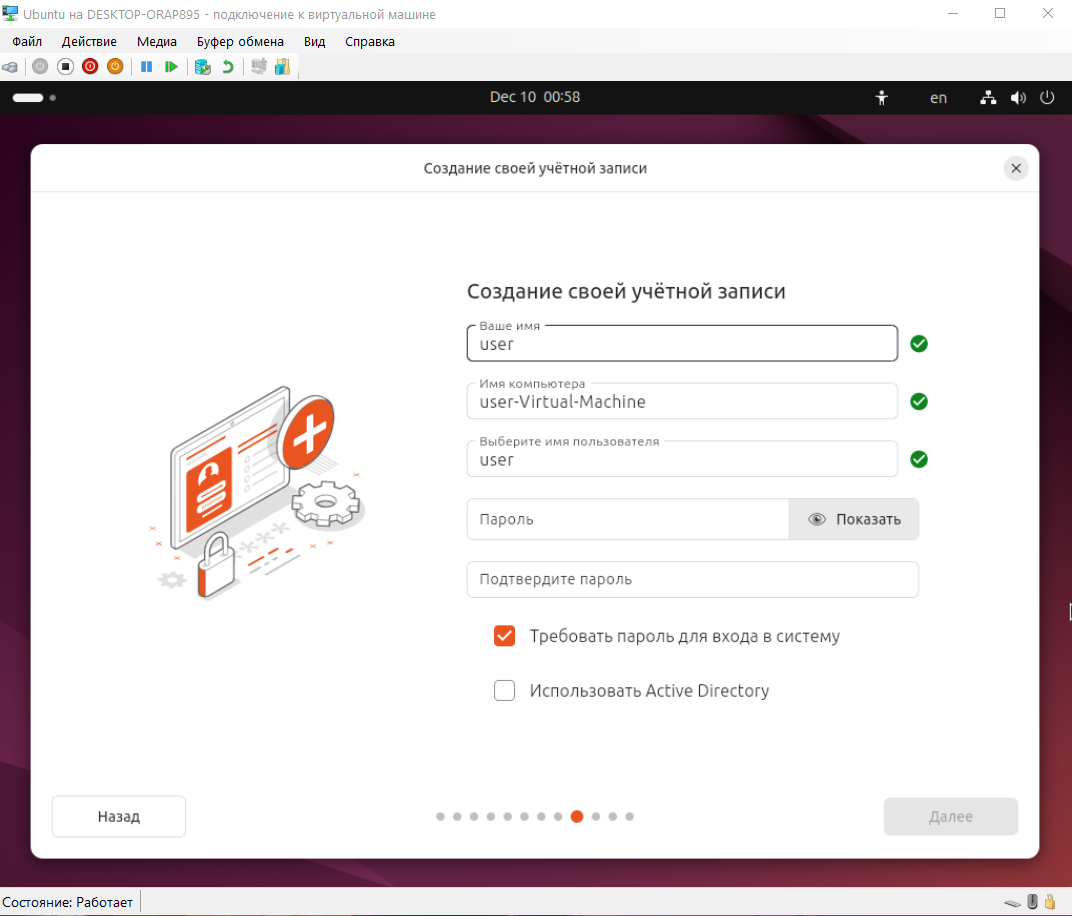 Ubuntu на DESKTOP-ORAP895 - подключение к виртуальной машине
Файл Действие Медиа Буфер обмена Вид Справка
Dec 10 00:58 en
Создание своей учётной записи
Создание своей учётной записи
Ваше имя
user
Имя компьютера
user-Virtual-Machine
Выберите имя пользователя
user
Пароль Показать
Подтвердите пароль
Требовать пароль для входа в систему
Использовать Active Directory
Назад Далее
Состояние: Работает